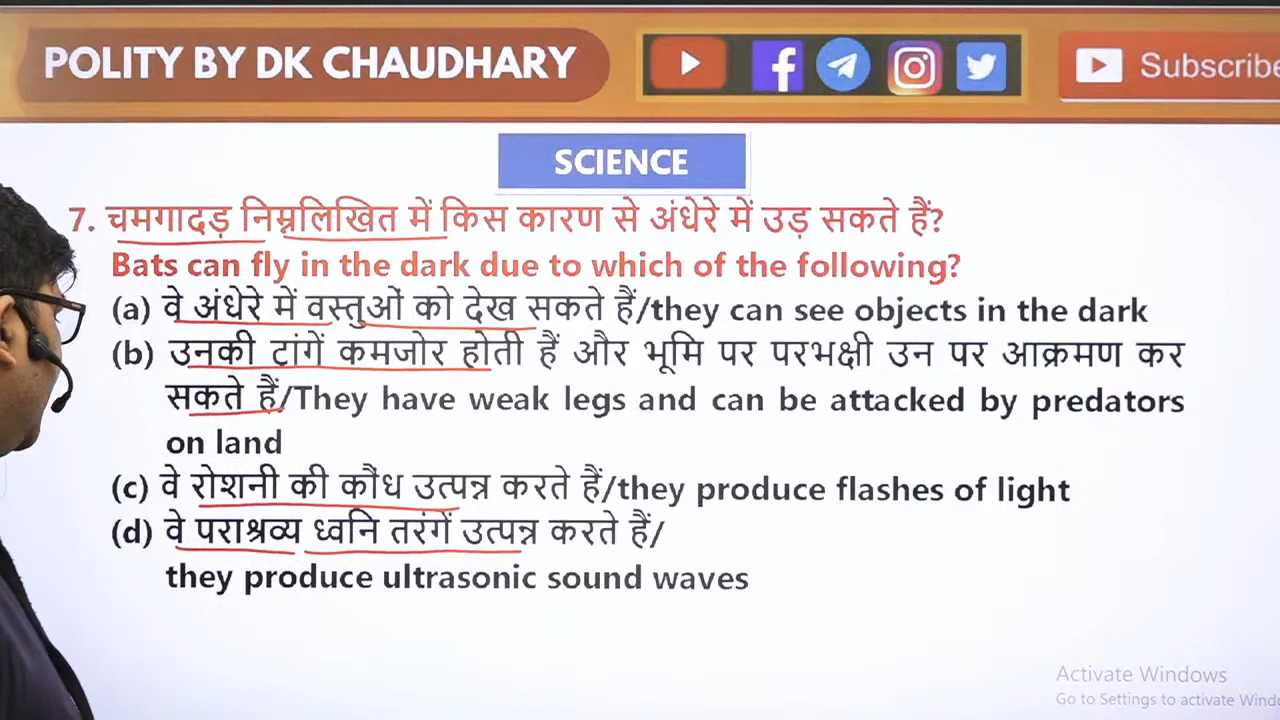 POLITY BY DK CHAUDHARY
Subscribe
SCIENCE
7. चमगादड़ निम्नलिखित में किस कारण से अंधेरे में उड़ सकते हैं?
Bats can fly in the dark due to which of the following?
(a) वे अंधेरे में वस्तुओं को देख सकते हैं/they can see objects in the dark
(b) उनकी टांगें कमजोर होती हैं और भूमि पर परभक्षी उन पर आक्रमण कर
सकते हैं/They have weak legs and can be attacked by predators
on land
(c) वे रोशनी की कौंध उत्पन्न करते हैं/they produce flashes of light
(d) वे पराश्रव्य ध्वनि तरंगें उत्पन्न करते हैं/
they produce ultrasonic sound waves
Activate Windows
Go to Settings to activate Wind